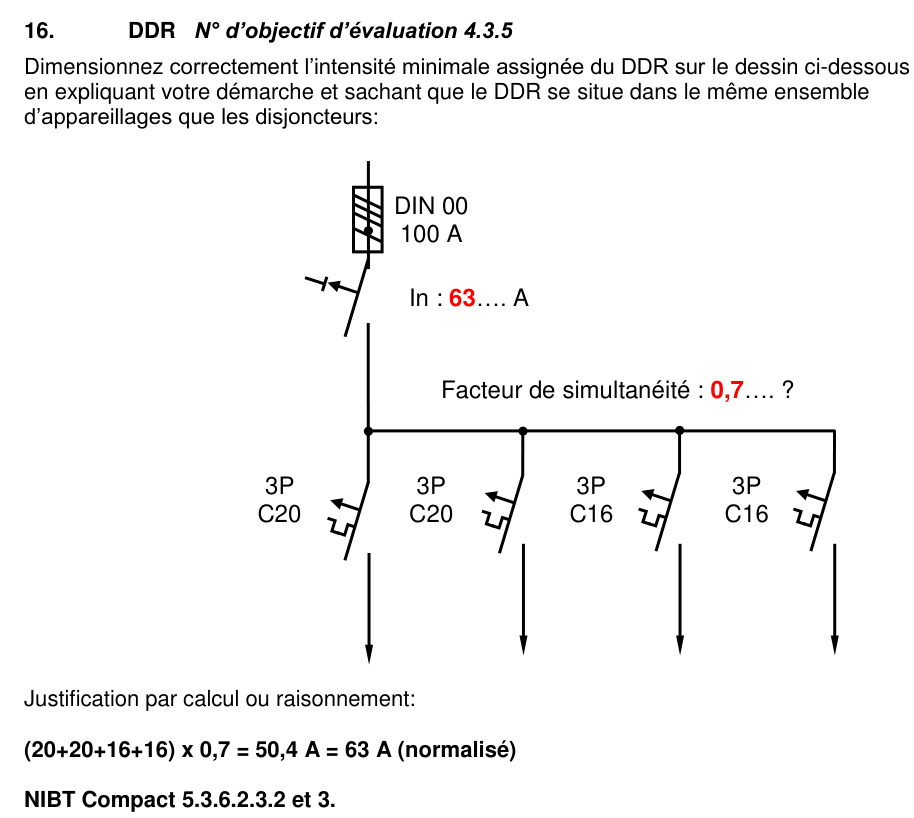 16. DDR N° d’objectif d’évaluation 4.3.5
Dimensionnez correctement l’intensité minimale assignée du DDR sur le dessin ci-dessous
en expliquant votre démarche et sachant que le DDR se situe dans le même ensemble
d’appareillages que les disjoncteurs:
DIN 00
100 A
In : 63…. A
Facteur de simultanéité : 0,7…. ?
3P
C20
3P
C20
3P
C16
3P
C16
Justification par calcul ou raisonnement:
(20+20+16+16) x 0,7 = 50,4 A = 63 A (normalisé)
NIBT Compact 5.3.6.2.3.2 et 3.